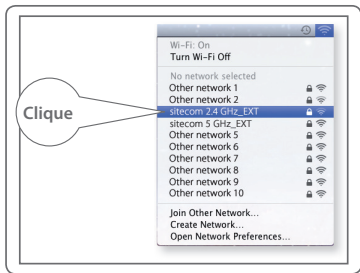 Wi-Fi: On
Turn Wi-Fi Off
No network selected
Other network 1
Other network 2
Clique
sitecom 2.4 GHz_EXT
sitecom 5 GHz_EXT
Other network 5
Other network 6
Other network 7
Other network 8
Other network 9
Other network 10
Join Other Network...
Create Network...
Open Network Preferences...